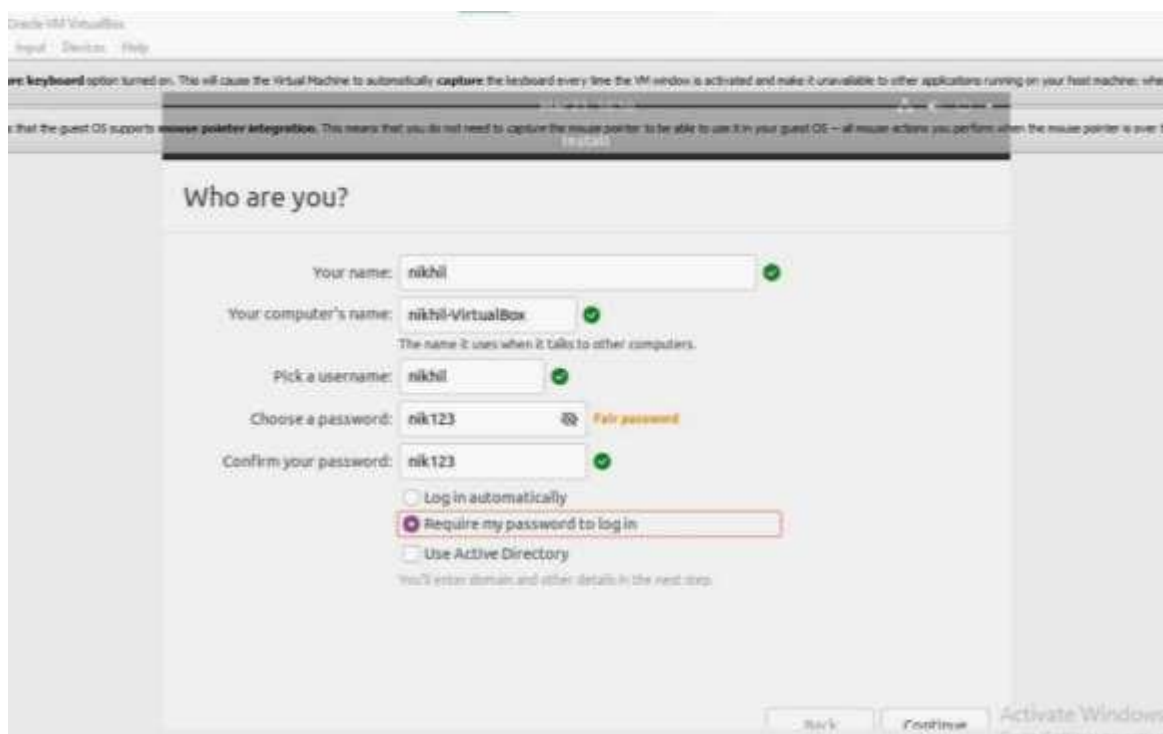 Oracle VM VirtualBox
Input Devices Help
keyboard option turned on. This will cause the Virtual Machine to automatically capture the keyboard every time the VM window is activated and make it unavailable to other applications running on your host machine: when
that the guest OS supports mouse pointer integration. This means that you do not need to capture the mouse pointer to be able to use it in your guest OS — all mouse actions you perform when the mouse pointer is over
Install
Who are you?
Your name: nikhil
Your computer's name: nikhil-VirtualBox
The name it uses when it talks to other computers.
Pick a username: nikhil
Choose a password: nik123 Fair password
Confirm your password: nik123
Log in automatically
Require my password to log in
Use Active Directory
You'll enter domain and other details in the next step.
Back Continue
Activate Windows